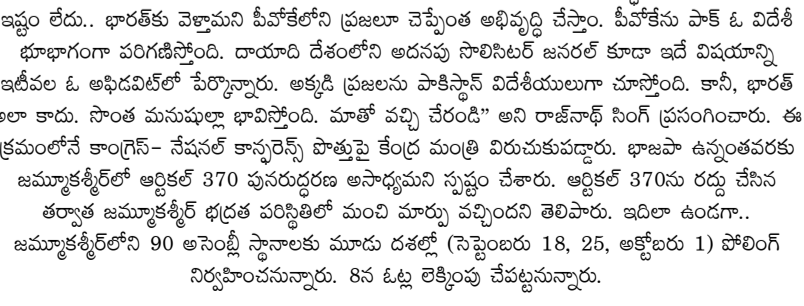 ఇష్టం లేదు.. భారత్‌కు వెళ్తామని పీవోకేలోని ప్రజలూ చెప్పేంత అభివృద్ధి చేస్తాం. పీవోకేను పాక్ ఓ విదేశీ
భూభాగంగా పరిగణిస్తోంది. దాయాది దేశంలోని అదనపు సొలిసిటర్ జనరల్ కూడా ఇదే విషయాన్ని
ఇటీవల ఓ అఫిడవిట్‌లో పేర్కొన్నారు. అక్కడి ప్రజలను పాకిస్థాన్ విదేశీయులుగా చూస్తోంది. కానీ, భారత్
అలా కాదు. సొంత మనుషుల్లా భావిస్తోంది. మాతో వచ్చి చేరండి’’ అని రాజ్‌నాథ్ సింగ్ ప్రసంగించారు. ఈ
క్రమంలోనే కాంగ్రెస్- నేషనల్ కాన్ఫరెన్స్ పొత్తుపై కేంద్ర మంత్రి విరుచుకుపడ్డారు. భాజపా ఉన్నంతవరకు
జమ్మూకశ్మీర్‌లో ఆర్టికల్ 370 పునరుద్ధరణ అసాధ్యమని స్పష్టం చేశారు. ఆర్టికల్ 370ను రద్దు చేసిన
తర్వాత జమ్మూకశ్మీర్ భద్రత పరిస్థితిలో మంచి మార్పు వచ్చిందని తెలిపారు. ఇదిలా ఉండగా..
జమ్మూకశ్మీర్‌లోని 90 అసెంబ్లీ స్థానాలకు మూడు దశల్లో (సెప్టెంబరు 18, 25, అక్టోబరు 1) పోలింగ్
నిర్వహించనున్నారు. 8న ఓట్ల లెక్కింపు చేపట్టనున్నారు.